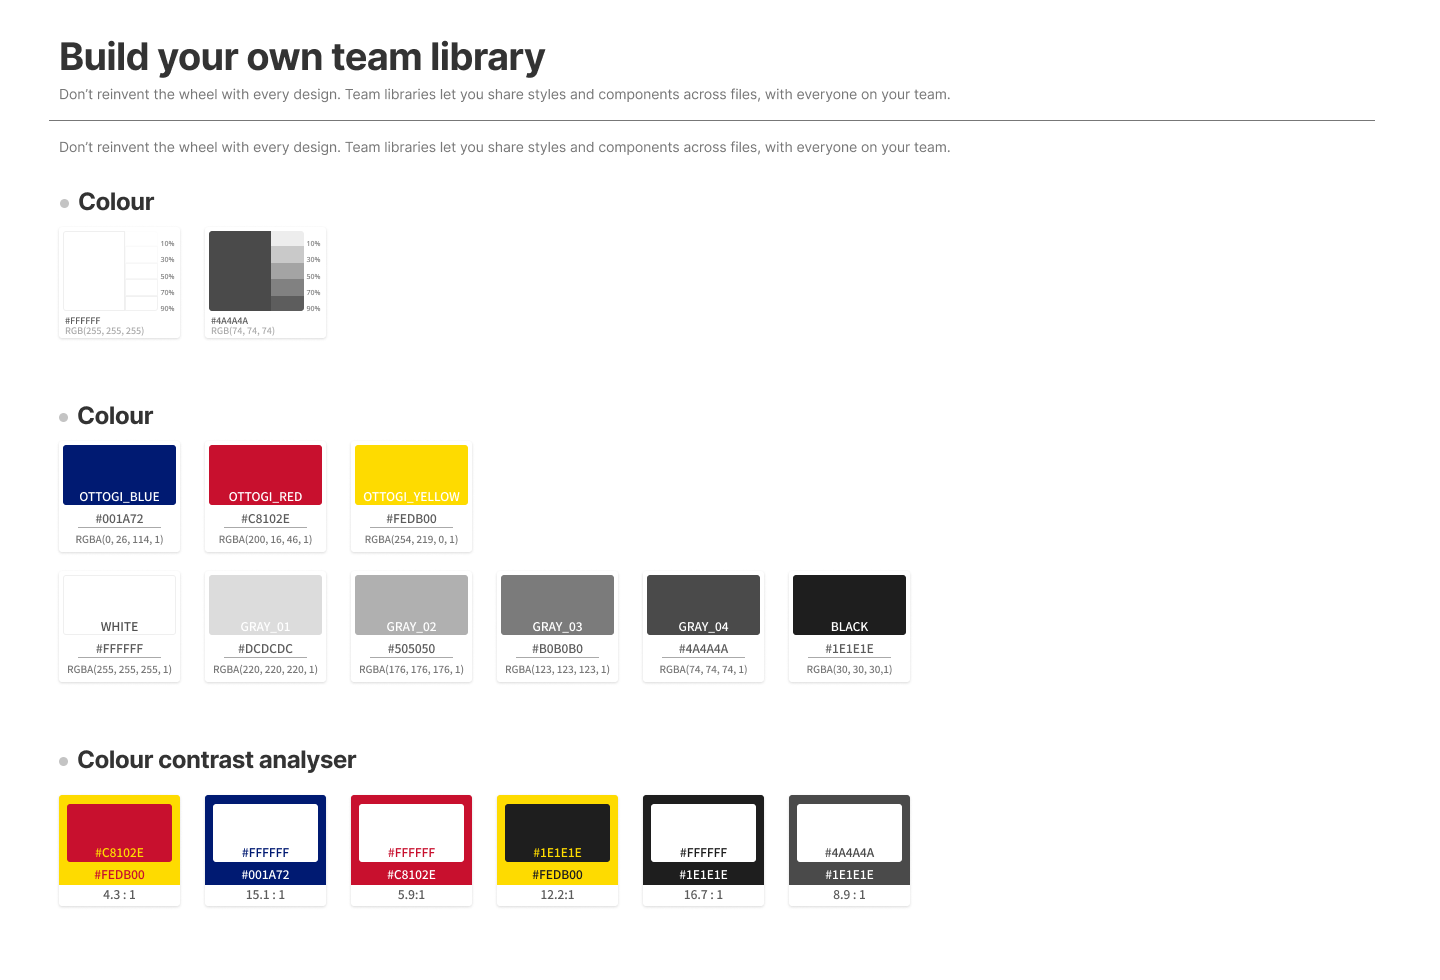 Build your own team library
Don't reinvent the wheel with every design. Team libraries let you share styles and components across files, with everyone on your team.
Don't reinvent the wheel with every design. Team libraries let you share styles and components across files, with everyone on your team.
Colour
10%
30%
50%
70%
90%
#FFFFFF
RGB(255, 255, 255)
10%
30%
50%
70%
90%
#4A4A4A
RGB(74, 74, 74)
Colour
OTTOGI_BLUE
#001A72
RGBA(0, 26, 114, 1)
OTTOGI_RED
#C8102E
RGBA(200, 16, 46, 1)
OTTOGI_YELLOW
#FEDB00
RGBA(254, 219, 0, 1)
WHITE
#FFFFFF
RGBA(255, 255, 255, 1)
GRAY_01
#DCDCDC
RGBA(220, 220, 220, 1)
GRAY_02
#505050
RGBA(176, 176, 176, 1)
GRAY_03
#B0B0B0
RGBA(123, 123, 123, 1)
GRAY_04
#4A4A4A
RGBA(74, 74, 74, 1)
BLACK
#1E1E1E
RGBA(30, 30, 30,1)
Colour contrast analyser
#C8102E
#FEDB00
4.3 : 1
#FFFFFF
#001A72
15.1 : 1
#FFFFFF
#C8102E
5.9:1
#1E1E1E
#FEDB00
12.2:1
#FFFFFF
#1E1E1E
16.7 : 1
#4A4A4A
#1E1E1E
8.9 : 1